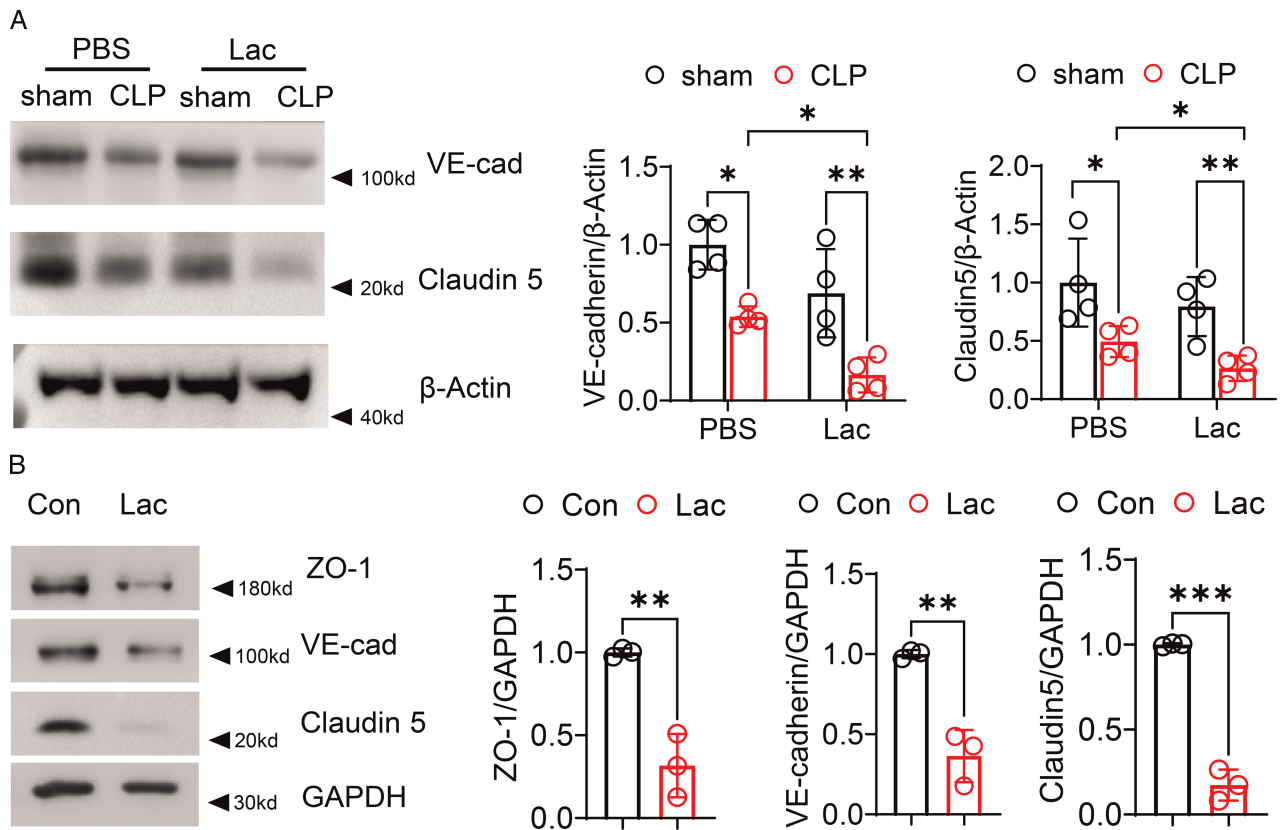 A
PBS Lac
sham CLP sham CLP
VE-cad
100kd
Claudin 5
20kd
β-Actin
40kd
sham CLP
VE-cadherin/β-Actin
1.5
1.0
0.5
0.0
*
*
**
PBS Lac
sham CLP
Claudin5/β-Actin
2.0
1.5
1.0
0.5
0.0
*
*
**
PBS Lac
B
Con Lac
ZO-1
180kd
VE-cad
100kd
Claudin 5
20kd
GAPDH
30kd
Con Lac
ZO-1/GAPDH
1.5
1.0
0.5
0.0
**
Con Lac
VE-cadherin/GAPDH
1.5
1.0
0.5
0.0
**
Con Lac
Claudin5/GAPDH
1.5
1.0
0.5
0.0
***